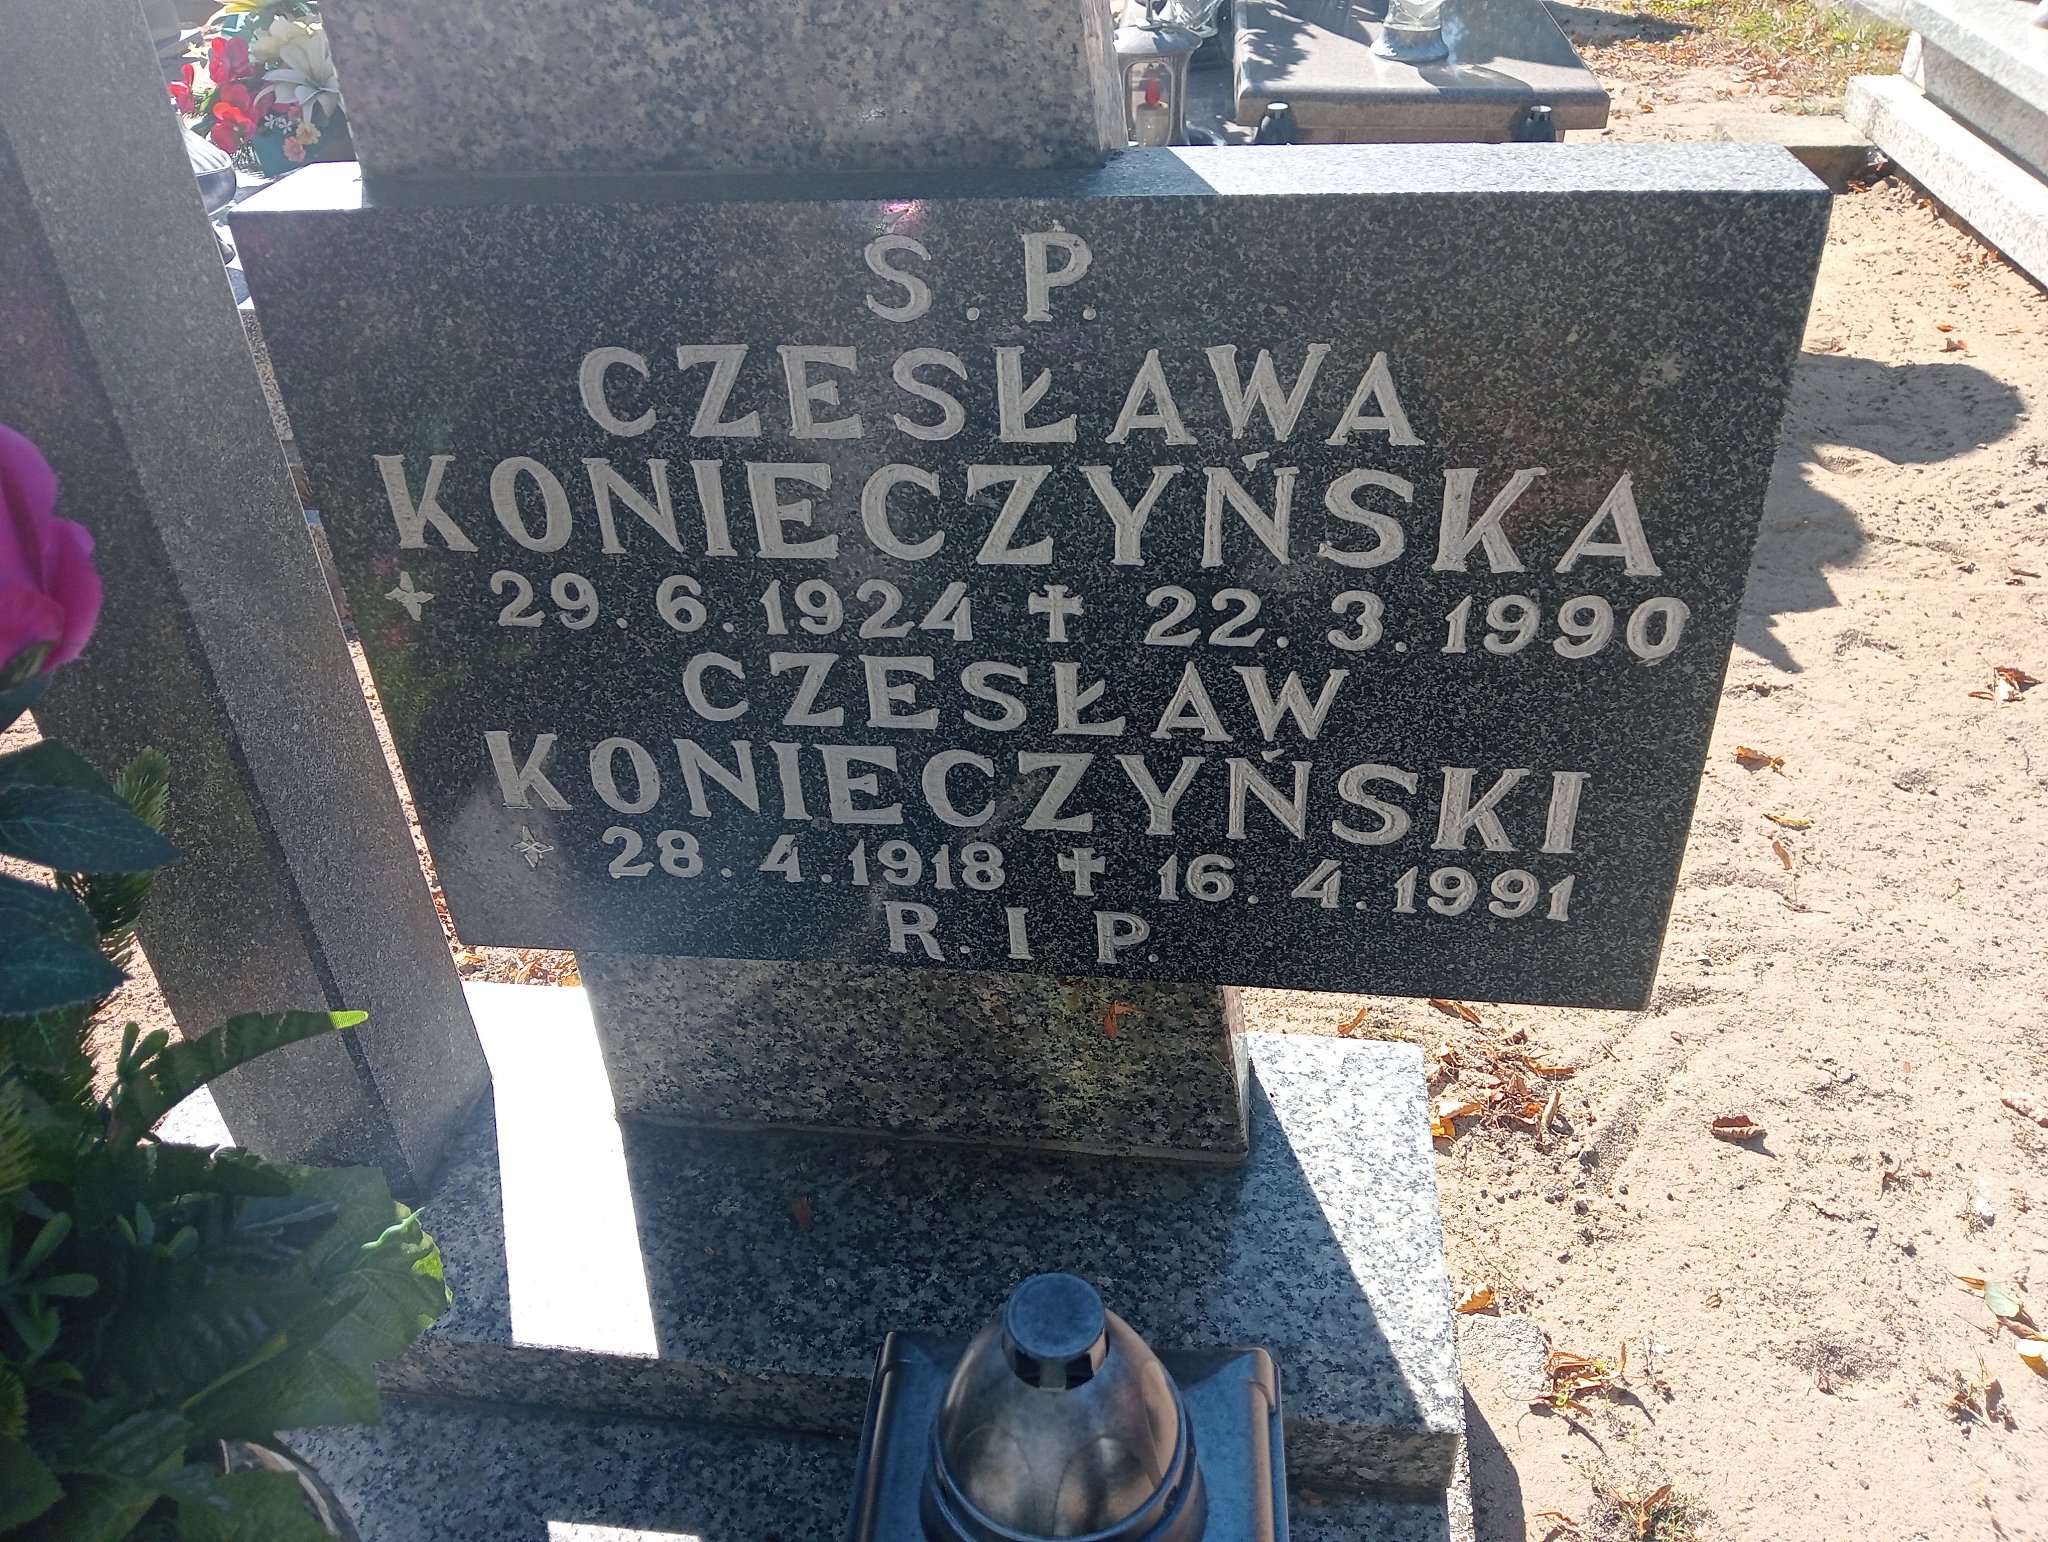 Ś.P.
CZESŁAWA
KONIECZYŃSKA
29.6.1924 ✝ 22.3.1990
CZESŁAW
KONIECZYŃSKI
28.4.1918 ✝ 16.4.1991
R.I P.